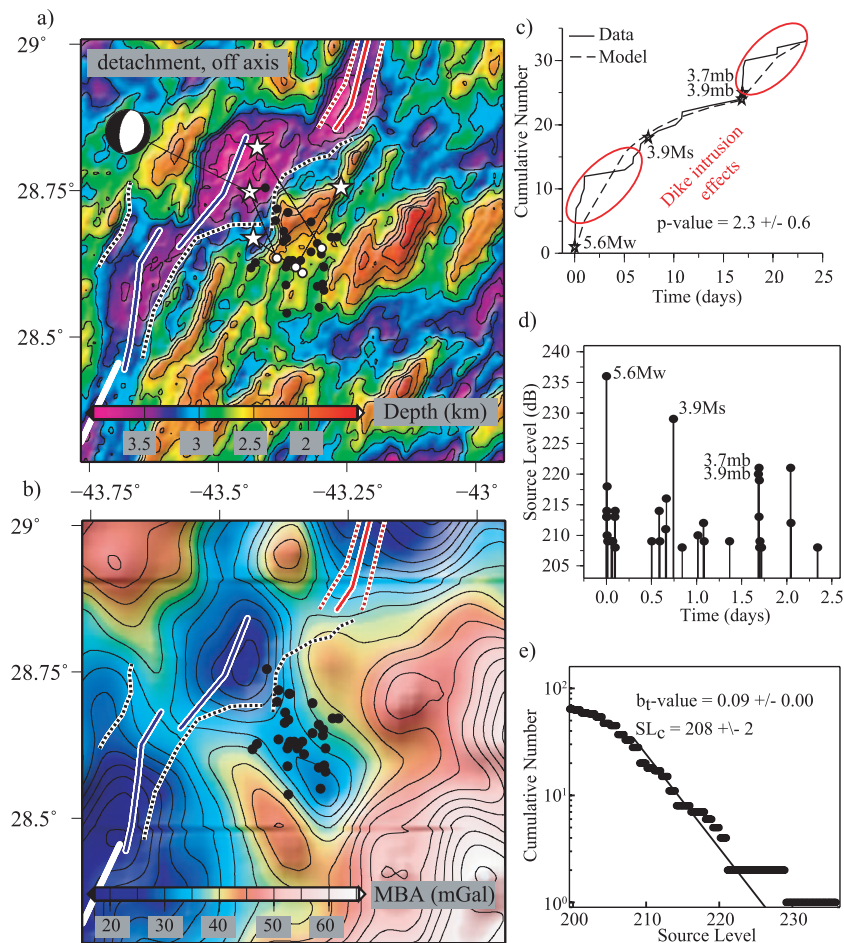 a)
29°
28.75°
28.5°
detachment, off axis
Depth (km)
3.5 3 2.5 2
−43.75 −43.5 −43.25 −43
b)
29°
28.75°
28.5°
MBA (mGal)
20 30 40 50 60
c)
Cumulative Number
30
20
10
0
Data
Model
3.7mb
3.9mb
3.9Ms
5.6Mw
Dike intrusion
effects
p-value = 2.3 +/- 0.6
00 05 10 15 20 25
Time (days)
d)
Source Level (dB)
240
235
230
225
220
215
210
205
5.6Mw
3.9Ms
3.7mb
3.9mb
0.0 0.5 1.0 1.5 2.0 2.5
Time (days)
e)
Cumulative Number
10²
10¹
10⁰
bt-value = 0.09 +/- 0.00
SLc = 208 +\- 2
200 210 220 230
Source Level